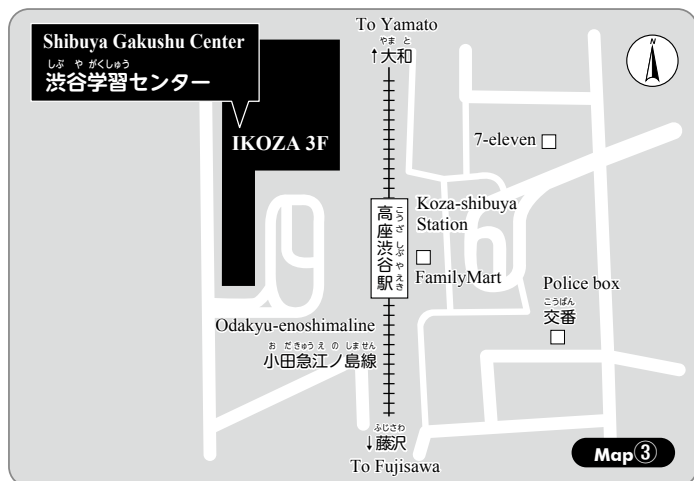 Shibuya Gakushu Center
しぶ や がくしゅう
渋谷学習センター
IKOZA 3F
To Yamato
やま と
↑大和
N
7-eleven
Koza-shibuya
Station
高座渋谷駅
こうざ しぶ や えき
FamilyMart
Police box
こうばん
交番
Odakyu-enoshimaline
お だきゅう え の しません
小田急江ノ島線
ふじさわ
↓藤沢
To Fujisawa
Map③